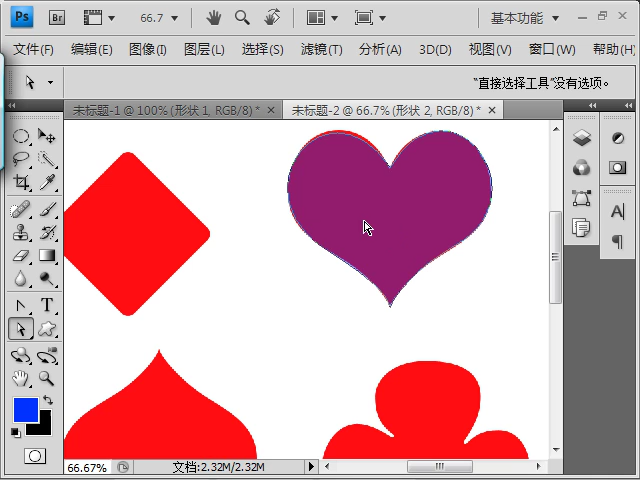 Ps Br 66.7 基本功能
文件(F) 编辑(E) 图像(I) 图层(L) 选择(S) 滤镜(T) 分析(A) 3D(D) 视图(V) 窗口(W) 帮助(H)
“直接选择工具”没有选项。
未标题-1 @ 100% (形状 1, RGB/8) * 未标题-2 @ 66.7% (形状 2, RGB/8) *
T
A
66.67% 文档:2.32M/2.32M